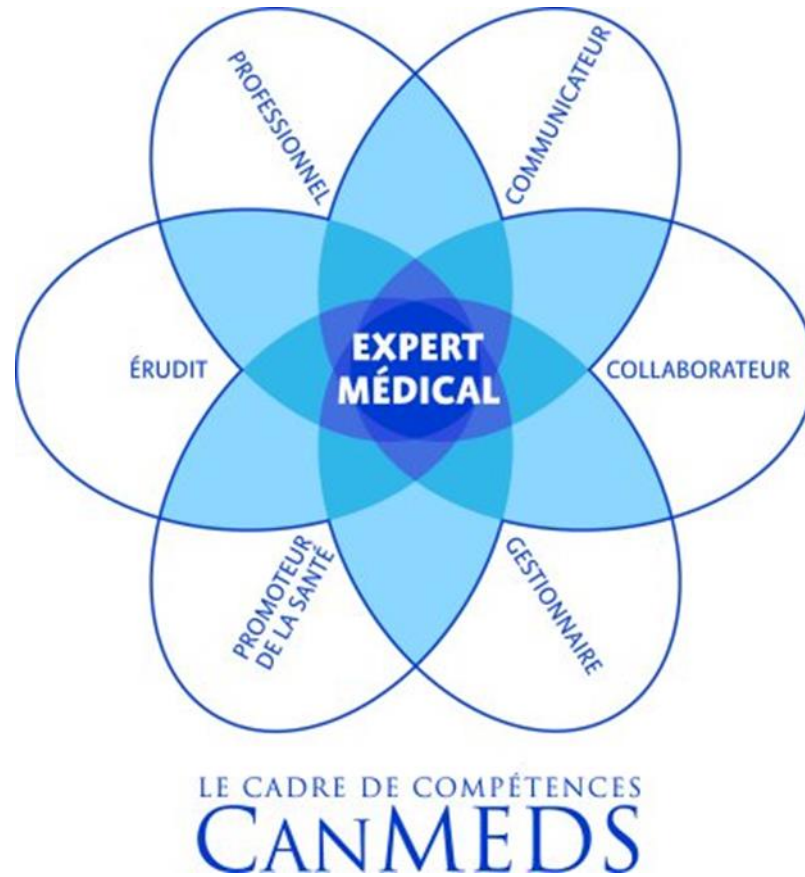 PROFESSIONNEL
COMMUNICATEUR
ÉRUDIT
EXPERT
MÉDICAL
COLLABORATEUR
PROMOTEUR
DE LA SANTÉ
GESTIONNAIRE
LE CADRE DE COMPÉTENCES
CANMEDS